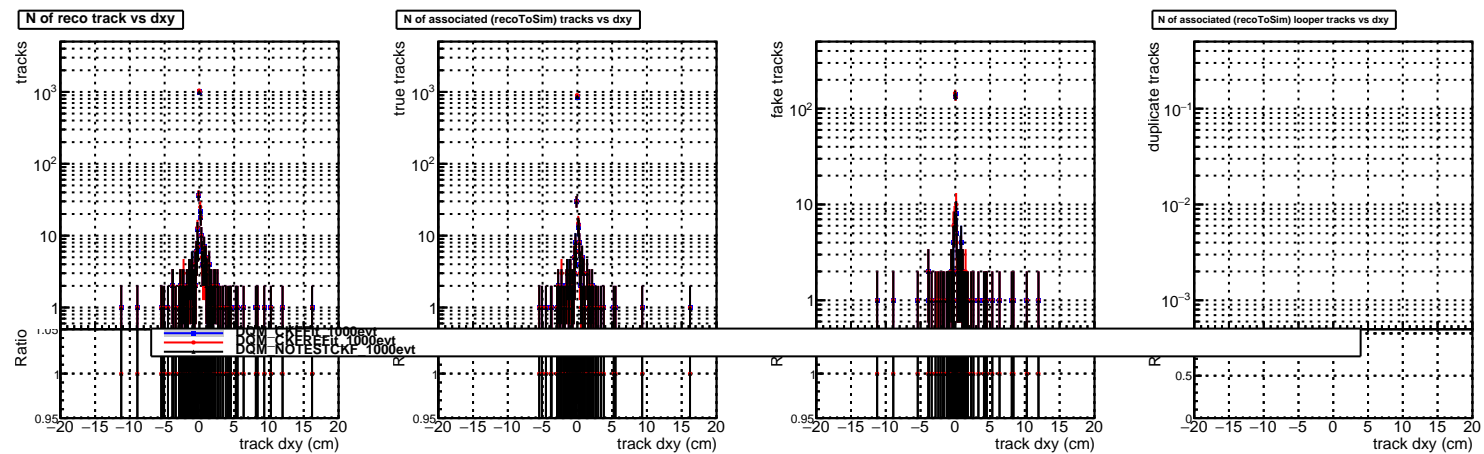 N of reco track vs dxy
N of associated (recoToSim) tracks vs dxy
N of associated (recoToSim) looper tracks vs dxy
tracks
10³
10²
10
1
true tracks
10³
10²
10
1
fake tracks
10²
10
1
duplicate tracks
10⁻¹
10⁻²
10⁻³
DQM_CKFFit_1000evt
DQM_CKFREFit_1000evt
DQM_NOTESTCKF_1000evt
Ratio
1.05
1
0.95
1
0.95
1
0.95
0.5
0
−20 −15 −10 −5 0 5 10 15 20
track dxy (cm)
−20 −15 −10 −5 0 5 10 15 20
track dxy (cm)
−20 −15 −10 −5 0 5 10 15 20
track dxy (cm)
−20 −15 −10 −5 0 5 10 15 20
track dxy (cm)